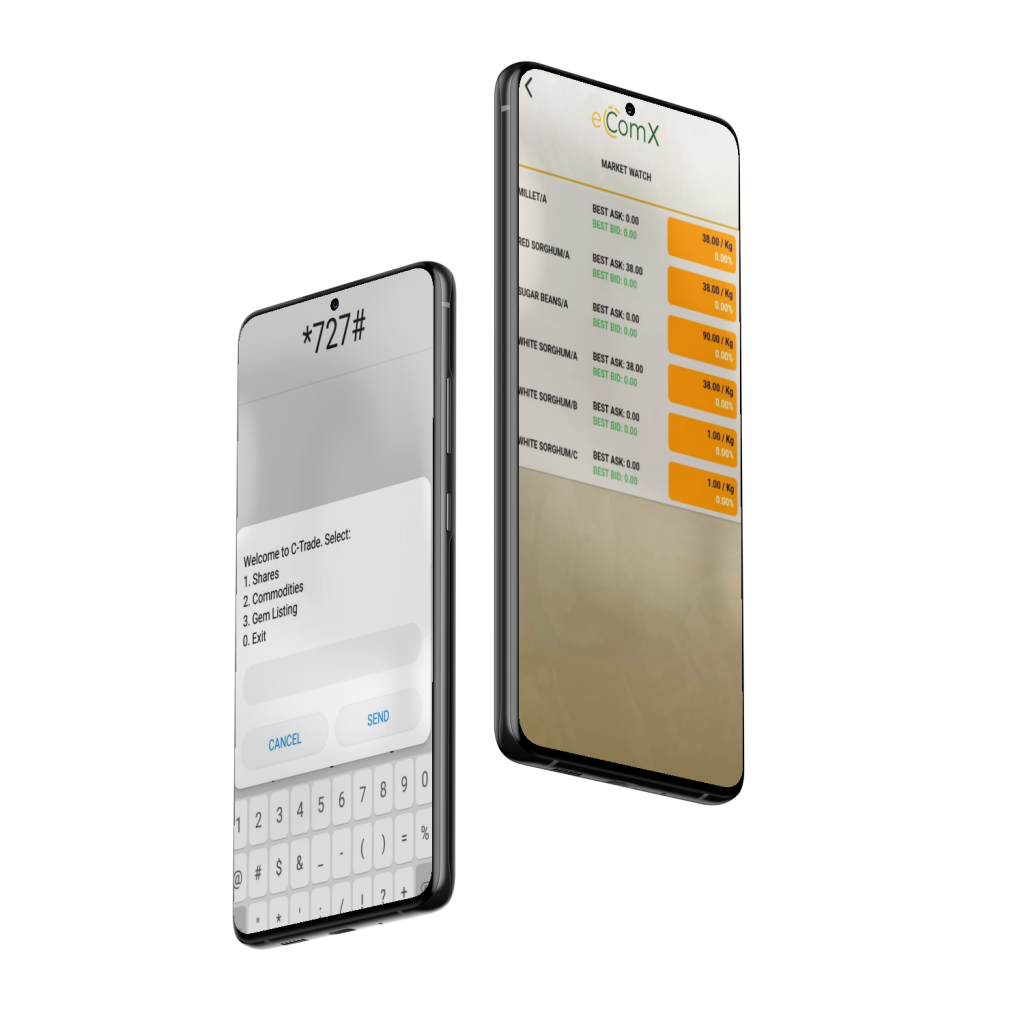 *727#
Welcome to C-Trade. Select:
1. Shares
2. Commodities
3. Gem Listing
0. Exit
CANCEL
SEND
1 2 3 4 5 6 7 8 9 0
@ # $ & _ - ( ) = %
" * ' : / ! ? +
eComX
MARKET WATCH
MILLET/A
BEST ASK: 0.00
BEST BID: 0.00
38.00 / Kg
0.00%
RED SORGHUM/A
BEST ASK: 38.00
BEST BID: 0.00
38.00 / Kg
0.00%
SUGAR BEANS/A
BEST ASK: 0.00
BEST BID: 0.00
90.00 / Kg
0.00%
WHITE SORGHUM/A
BEST ASK: 38.00
BEST BID: 0.00
38.00 / Kg
0.00%
WHITE SORGHUM/B
BEST ASK: 0.00
BEST BID: 0.00
1.00 / Kg
0.00%
WHITE SORGHUM/C
BEST ASK: 0.00
BEST BID: 0.00
1.00 / Kg
0.00%